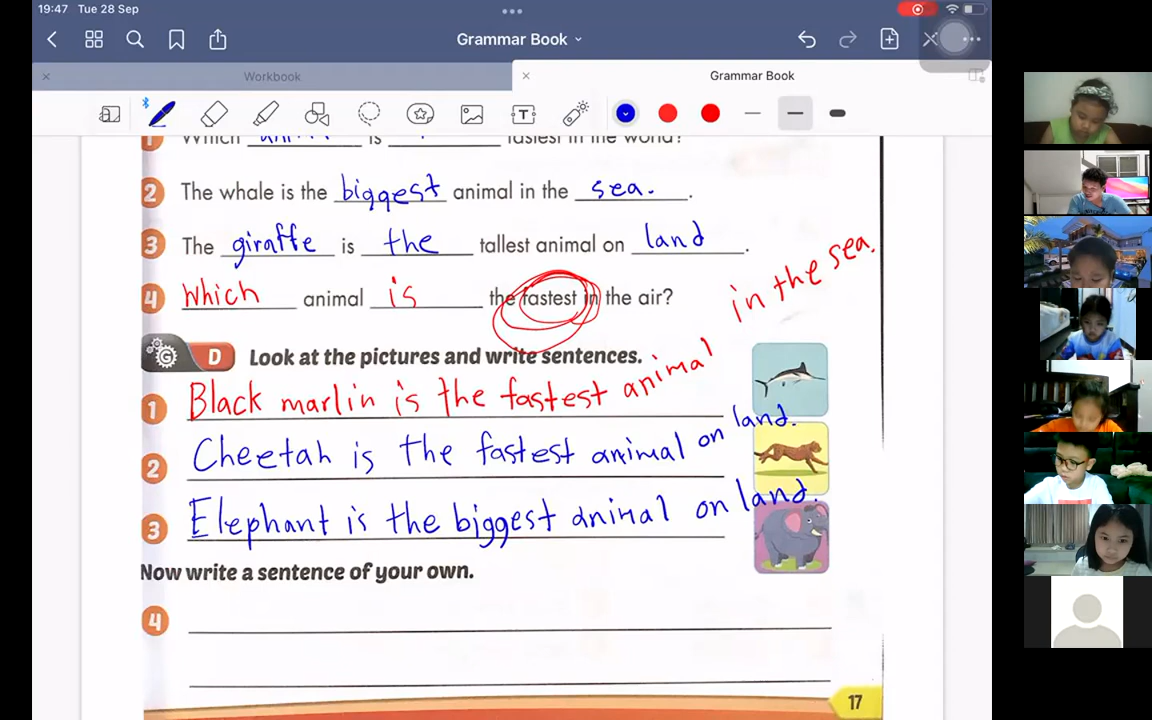 19:47 Tue 28 Sep
Grammar Book
Workbook
Grammar Book
1 Which is fastest in the world?
2 The whale is the biggest animal in the sea.
3 The giraffe is the tallest animal on land.
4 Which animal is the fastest in the air?
in the sea.
G D Look at the pictures and write sentences.
1 Black marlin is the fastest animal
2 Cheetah is the fastest animal on land.
3 Elephant is the biggest animal on land.
Now write a sentence of your own.
4
17